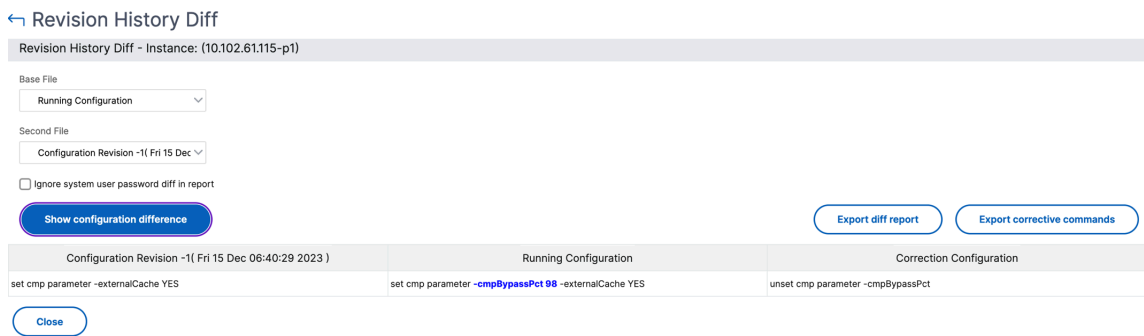 Revision History Diff
Revision History Diff - Instance: (10.102.61.115-p1)
Base File
Running Configuration
Second File
Configuration Revision -1( Fri 15 Dec
Ignore system user password diff in report
Show configuration difference
Export diff report
Export corrective commands
Configuration Revision -1( Fri 15 Dec 06:40:29 2023 )
Running Configuration
Correction Configuration
set cmp parameter -externalCache YES
set cmp parameter -cmpBypassPct 98 -externalCache YES
unset cmp parameter -cmpBypassPct
Close